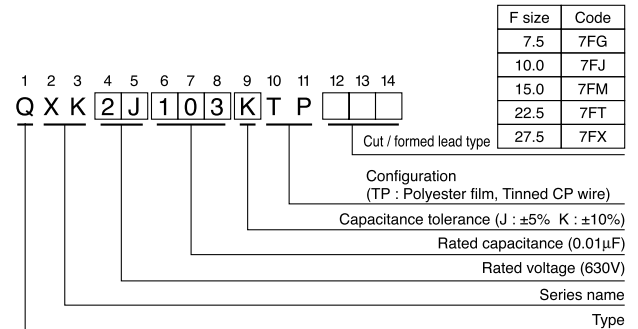 F size Code
7.5 7FG
10.0 7FJ
15.0 7FM
22.5 7FT
27.5 7FX
1 2 3 4 5 6 7 8 9 10 11 12 13 14
Q X K 2 J 1 0 3 K T P
Cut / formed lead type
Configuration
(TP : Polyester film, Tinned CP wire)
Capacitance tolerance (J : ±5% K : ±10%)
Rated capacitance (0.01μF)
Rated voltage (630V)
Series name
Type